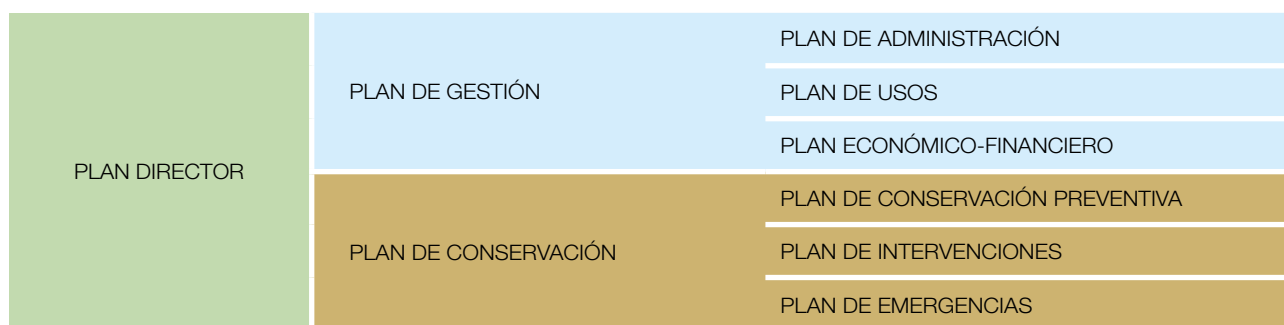 PLAN DIRECTOR
PLAN DE GESTIÓN
PLAN DE ADMINISTRACIÓN
PLAN DE USOS
PLAN ECONÓMICO-FINANCIERO
PLAN DE CONSERVACIÓN
PLAN DE CONSERVACIÓN PREVENTIVA
PLAN DE INTERVENCIONES
PLAN DE EMERGENCIAS